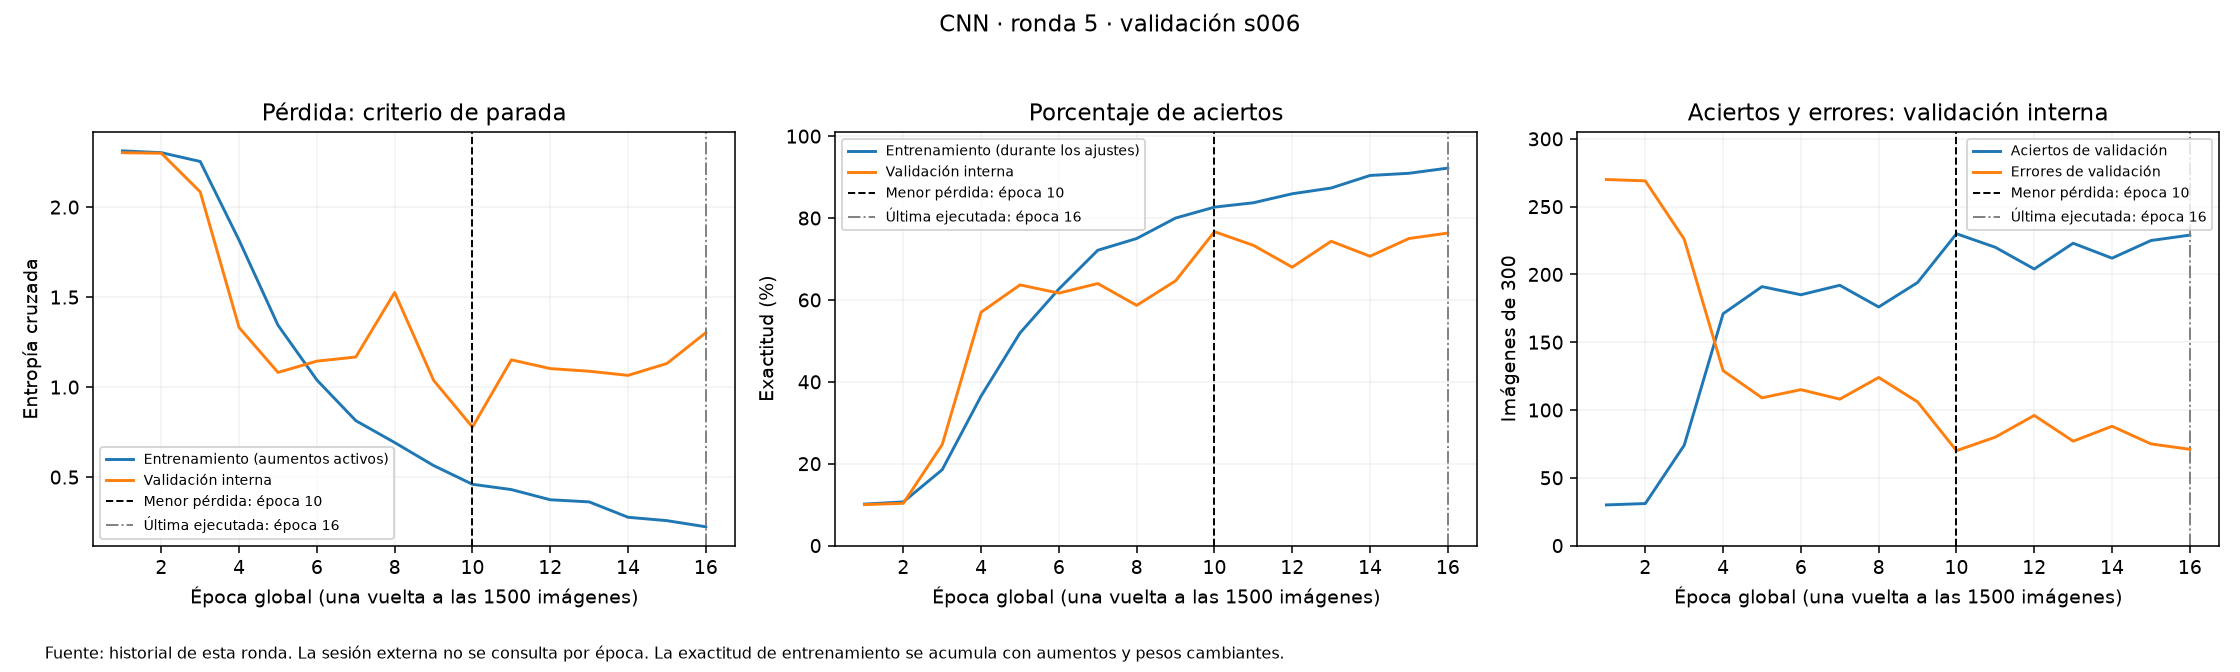 CNN · ronda 5 · validación s006
Pérdida: criterio de parada
Entropía cruzada
2.0
1.5
1.0
0.5
Entrenamiento (aumentos activos)
Validación interna
Menor pérdida: época 10
Última ejecutada: época 16
2 4 6 8 10 12 14 16
Época global (una vuelta a las 1500 imágenes)
Porcentaje de aciertos
Exactitud (%)
100
80
60
40
20
0
Entrenamiento (durante los ajustes)
Validación interna
Menor pérdida: época 10
Última ejecutada: época 16
2 4 6 8 10 12 14 16
Época global (una vuelta a las 1500 imágenes)
Aciertos y errores: validación interna
Imágenes de 300
300
250
200
150
100
50
0
Aciertos de validación
Errores de validación
Menor pérdida: época 10
Última ejecutada: época 16
2 4 6 8 10 12 14 16
Época global (una vuelta a las 1500 imágenes)
Fuente: historial de esta ronda. La sesión externa no se consulta por época. La exactitud de entrenamiento se acumula con aumentos y pesos cambiantes.